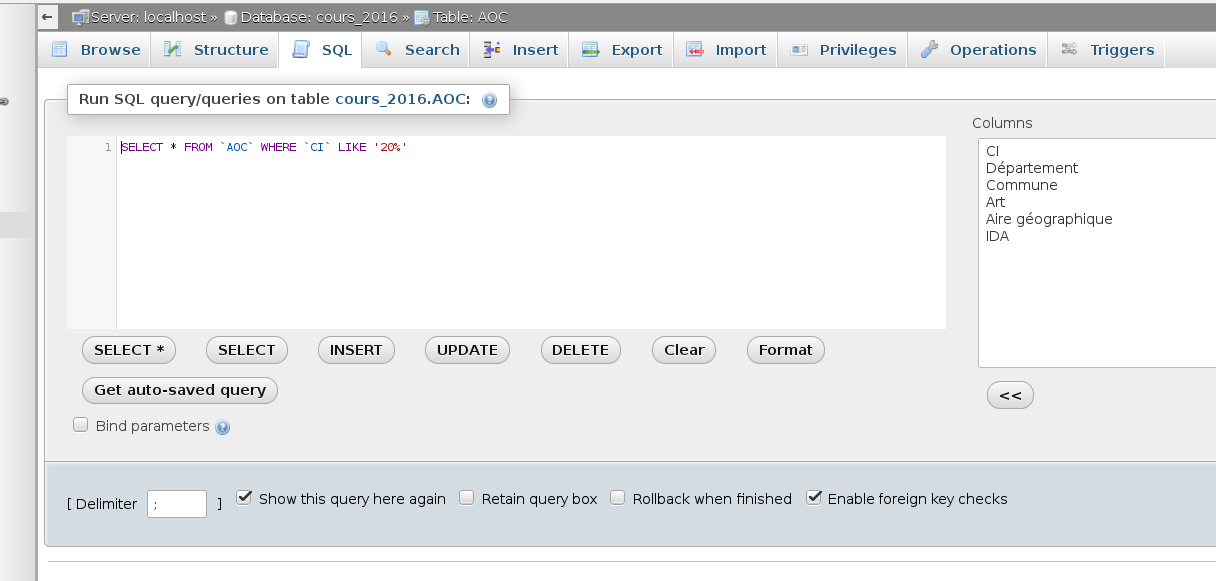 Server: localhost » Database: cours_2016 » Table: AOC
Browse Structure SQL Search Insert Export Import Privileges Operations Triggers
Run SQL query/queries on table cours_2016.AOC:
1 SELECT * FROM `AOC` WHERE `CI` LIKE '20%'
Columns
CI
Département
Commune
Art
Aire géographique
IDA
SELECT * SELECT INSERT UPDATE DELETE Clear Format
Get auto-saved query
<<
Bind parameters
[ Delimiter ; ] Show this query here again Retain query box Rollback when finished Enable foreign key checks